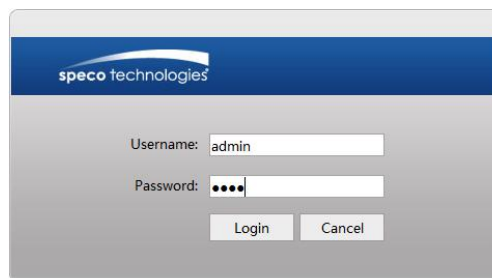 speco technologies
Username: admin
Password: ••••
Login Cancel